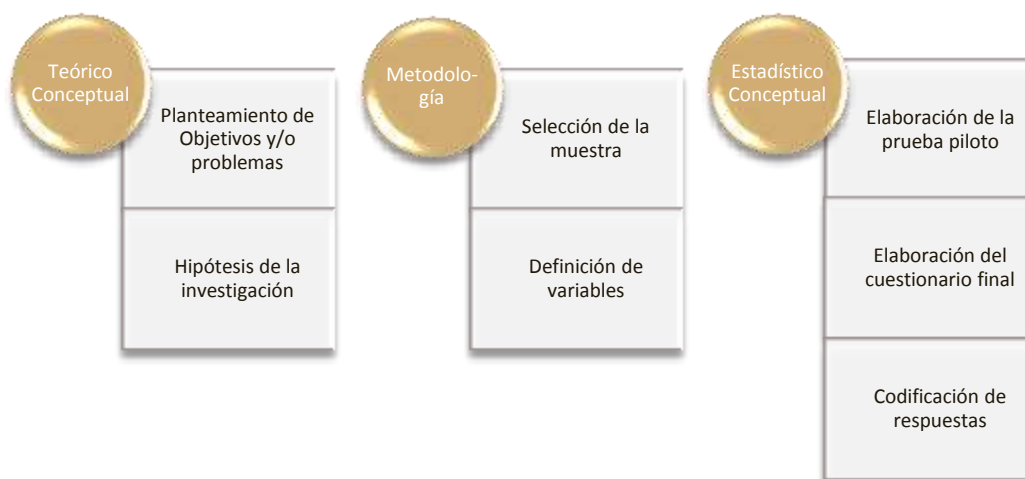 Teórico
Conceptual
Planteamiento de
Objetivos y/o
problemas
Hipótesis de la
investigación
Metodolo-
gía
Selección de la
muestra
Definición de
variables
Estadístico
Conceptual
Elaboración de la
prueba piloto
Elaboración del
cuestionario final
Codificación de
respuestas